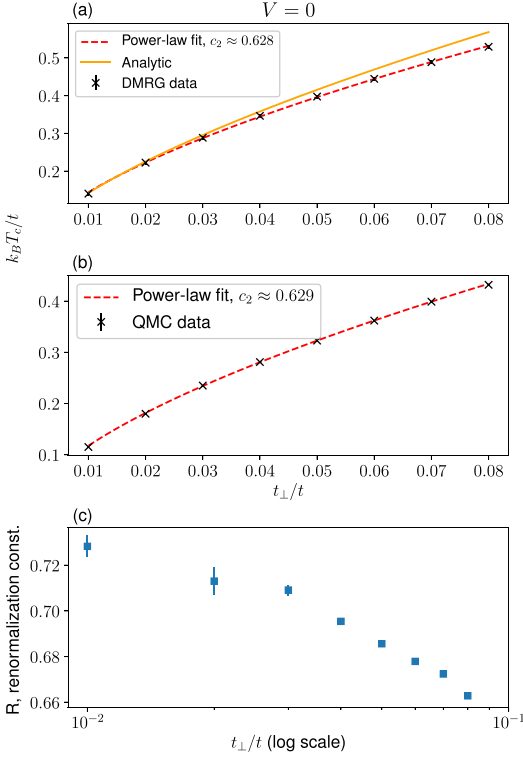 V = 0
(a)
Power-law fit, c₂ ≈ 0.628
Analytic
DMRG data
0.5
0.4
0.3
0.2
0.01 0.02 0.03 0.04 0.05 0.06 0.07 0.08
k_BT_c/t
(b)
Power-law fit, c₂ ≈ 0.629
QMC data
0.4
0.3
0.2
0.1
0.01 0.02 0.03 0.04 0.05 0.06 0.07 0.08
t⊥/t
(c)
R, renormalization const.
0.72
0.70
0.68
0.66
10⁻² 10⁻¹
t⊥/t (log scale)